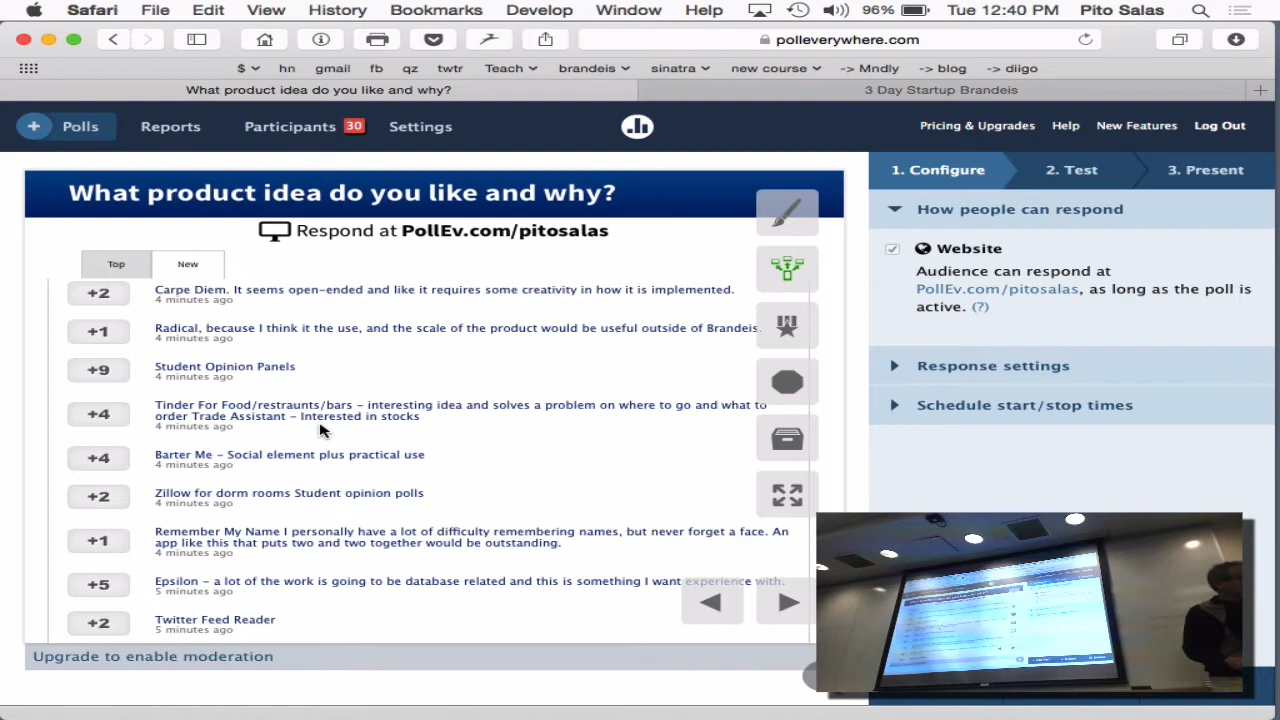 Safari File Edit View History Bookmarks Develop Window Help 96% Tue 12:40 PM Pito Salas
polleverywhere.com
$ hn gmail fb qz twtr Teach brandeis sinatra new course -> Mndly -> blog -> diigo
What product idea do you like and why? 3 Day Startup Brandeis
+ Polls Reports Participants 30 Settings Pricing & Upgrades Help New Features Log Out
What product idea do you like and why?
Respond at PollEv.com/pitosalas
Top New
+2 Carpe Diem. It seems open-ended and like it requires some creativity in how it is implemented.
4 minutes ago
+1 Radical, because I think it the use, and the scale of the product would be useful outside of Brandeis.
4 minutes ago
+9 Student Opinion Panels
4 minutes ago
+4 Tinder For Food/restraunts/bars – interesting idea and solves a problem on where to go and what to
order Trade Assistant – Interested in stocks
4 minutes ago
+4 Barter Me – Social element plus practical use
4 minutes ago
+2 Zillow for dorm rooms Student opinion polls
4 minutes ago
+1 Remember My Name I personally have a lot of difficulty remembering names, but never forget a face. An
app like this that puts two and two together would be outstanding.
4 minutes ago
+5 Epsilon – a lot of the work is going to be database related and this is something I want experience with.
5 minutes ago
+2 Twitter Feed Reader
5 minutes ago
Upgrade to enable moderation
1. Configure 2. Test 3. Present
How people can respond
Website
Audience can respond at
PollEv.com/pitosalas, as long as the poll is
active. (?)
Response settings
Schedule start/stop times